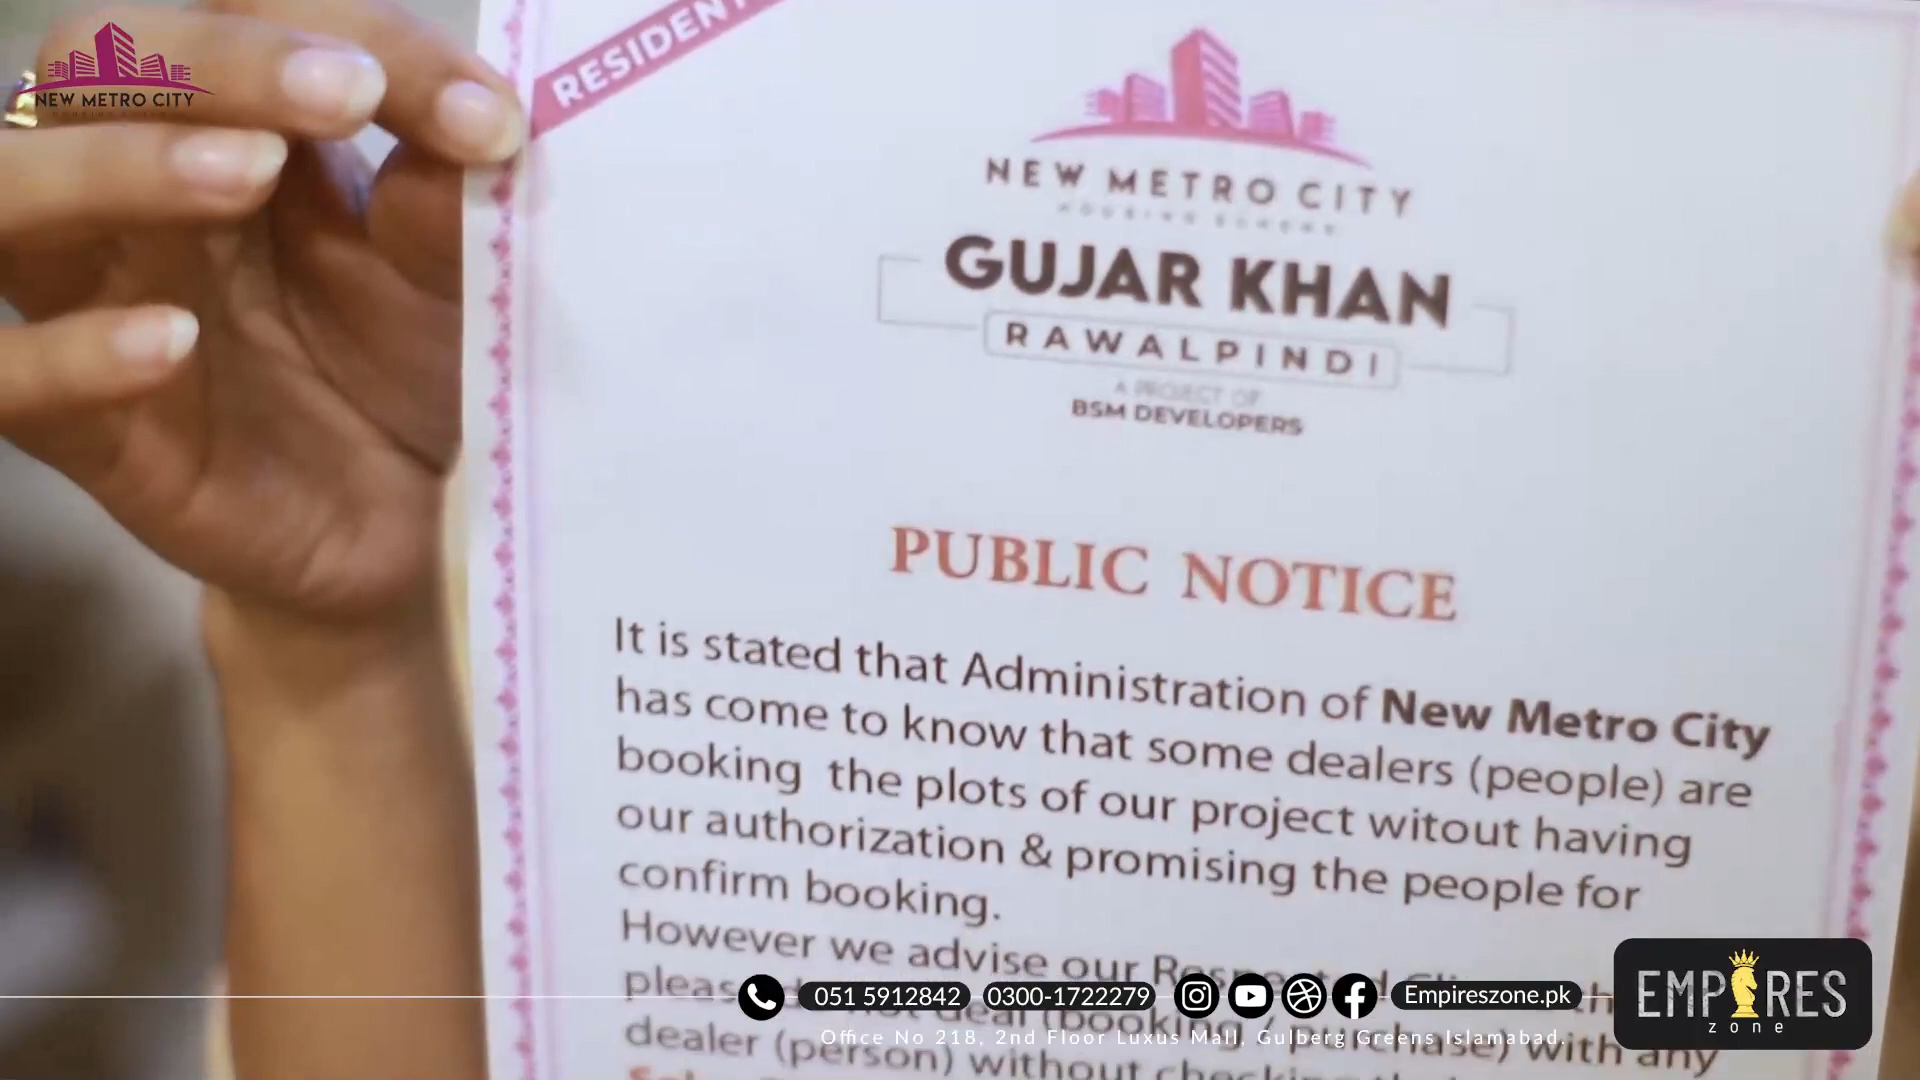 NEW METRO CITY
RESIDENT
NEW METRO CITY
HOUSING SCHEME
GUJAR KHAN
RAWALPINDI
A PROJECT OF
BSM DEVELOPERS
PUBLIC NOTICE
It is stated that Administration of New Metro City
has come to know that some dealers (people) are
booking the plots of our project witout having
our authorization & promising the people for
confirm booking.
However we advise our
dealer (person) without
051 5912842 0300-1722279 Empireszone.pk
Office No 218, 2nd Floor Luxus Mall, Gulberg Greens Islamabad.
EMPIRES
zone